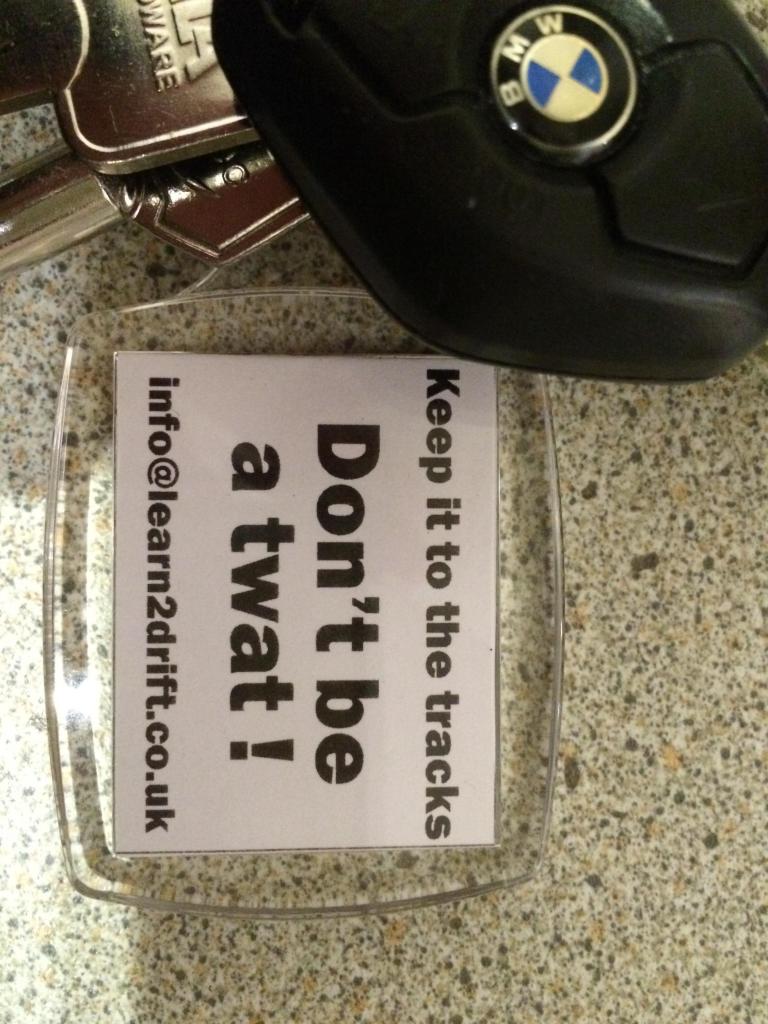 Keep it to the tracks
Don't be
a twat!
info@learn2drift.co.uk
BMW